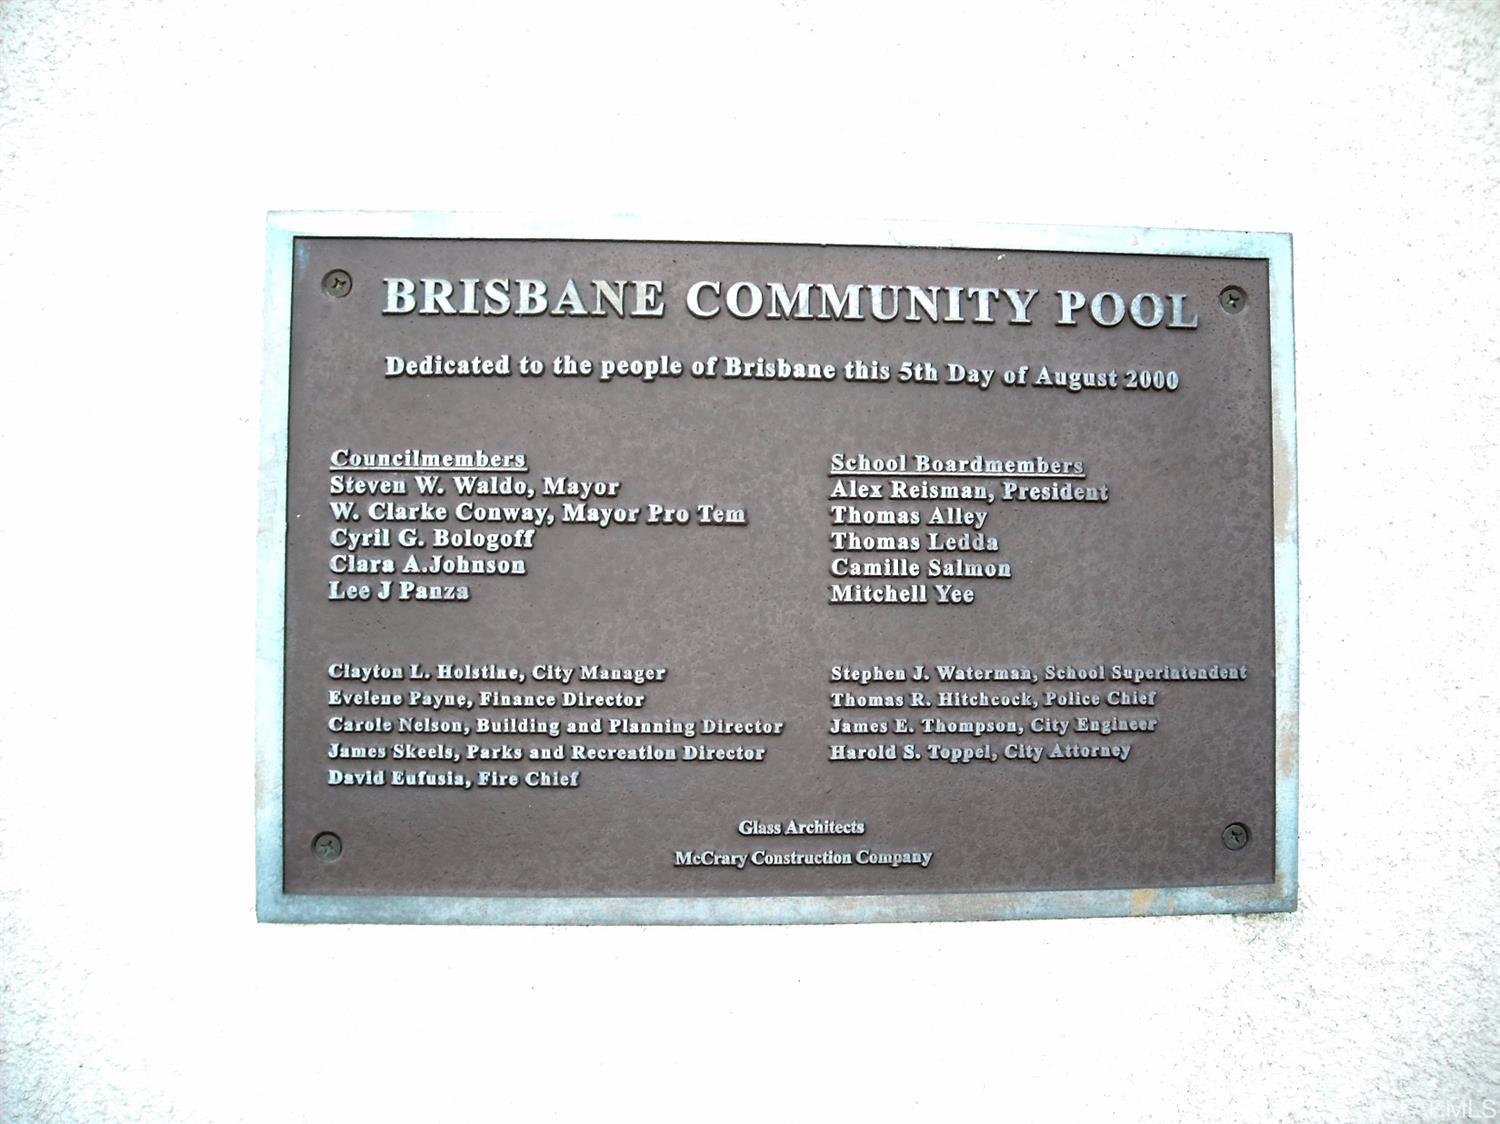 BRISBANE COMMUNITY POOL
Dedicated to the people of Brisbane this 5th Day of August 2000
Councilmembers
Steven W. Waldo, Mayor
W. Clarke Conway, Mayor Pro Tem
Cyril G. Bologoff
Clara A.Johnson
Lee J Panza
School Boardmembers
Alex Reisman, President
Thomas Alley
Thomas Ledda
Camille Salmon
Mitchell Yee
Clayton L. Holstine, City Manager
Evelene Payne, Finance Director
Carole Nelson, Building and Planning Director
James Skeels, Parks and Recreation Director
David Eufusia, Fire Chief
Stephen J. Waterman, School Superintendent
Thomas R. Hitchcock, Police Chief
James E. Thompson, City Engineer
Harold S. Toppel, City Attorney
Glass Architects
McCrary Construction Company